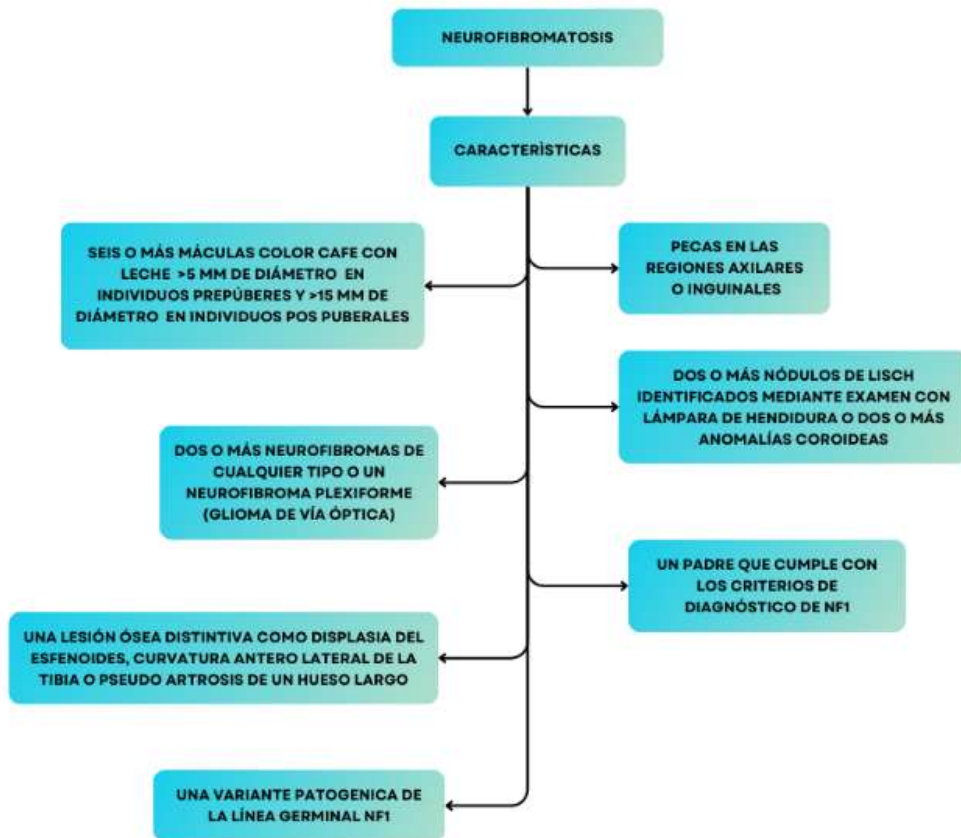 NEUROFIBROMATOSIS
CARACTERÌSTICAS
SEIS O MÁS MÁCULAS COLOR CAFE CON
LECHE >5 MM DE DIÁMETRO EN
INDIVIDUOS PREPÚBERES Y >15 MM DE
DIÁMETRO EN INDIVIDUOS POS PUBERALES
PECAS EN LAS
REGIONES AXILARES
O INGUINALES
DOS O MÁS NÓDULOS DE LISCH
IDENTIFICADOS MEDIANTE EXAMEN CON
LÁMPARA DE HENDIDURA O DOS O MÁS
ANOMALÍAS COROIDEAS
DOS O MÁS NEUROFIBROMAS DE
CUALQUIER TIPO O UN
NEUROFIBROMA PLEXIFORME
(GLIOMA DE VÍA ÓPTICA)
UN PADRE QUE CUMPLE CON
LOS CRITERIOS DE
DIAGNÓSTICO DE NF1
UNA LESIÓN ÓSEA DISTINTIVA COMO DISPLASIA DEL
ESFENOIDES, CURVATURA ANTERO LATERAL DE LA
TIBIA O PSEUDO ARTROSIS DE UN HUESO LARGO
UNA VARIANTE PATOGENICA DE
LA LÍNEA GERMINAL NF1